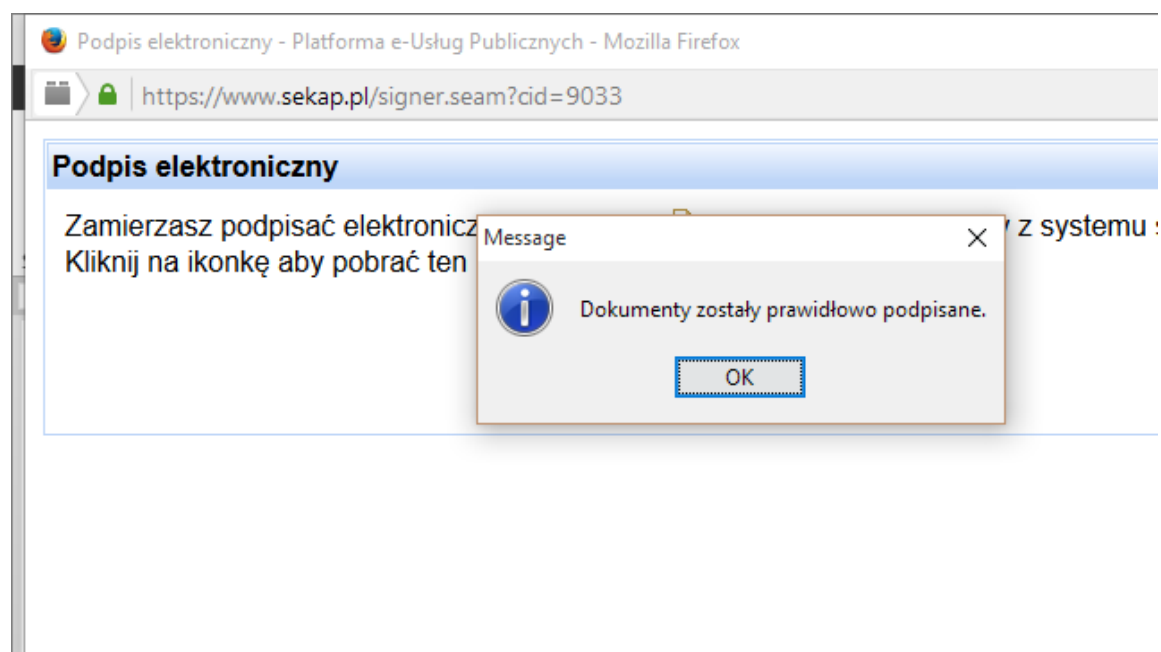 Podpis elektroniczny - Platforma e-Usług Publicznych - Mozilla Firefox
https://www.sekap.pl/signer.seam?cid=9033
Podpis elektroniczny
Zamierzasz podpisać z systemu
Kliknij na ikonkę aby pobrać ten
Message
Dokumenty zostały prawidłowo podpisane.
OK